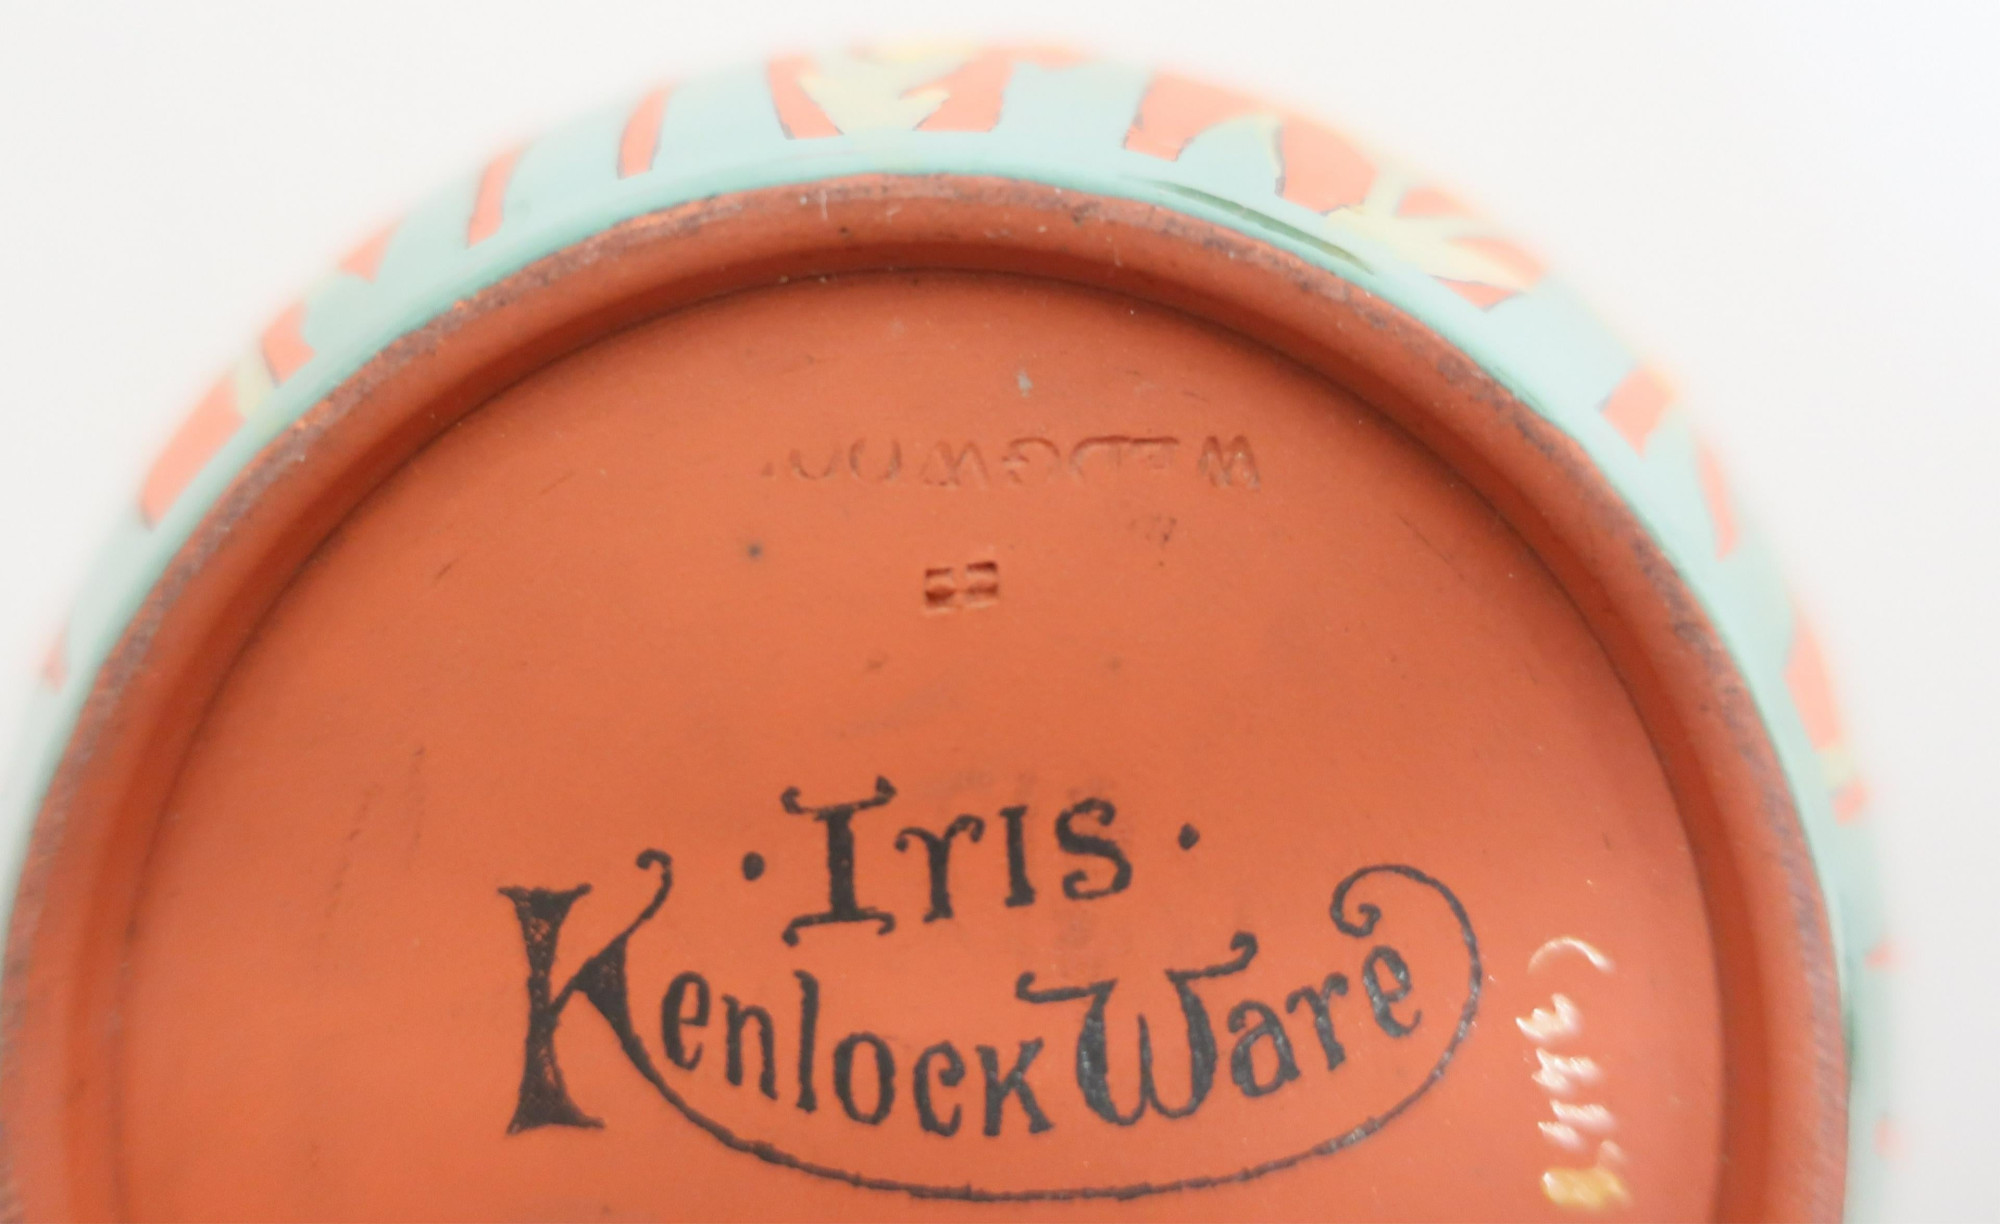 WEDGWOOD
· Iris ·
Kenlock Ware